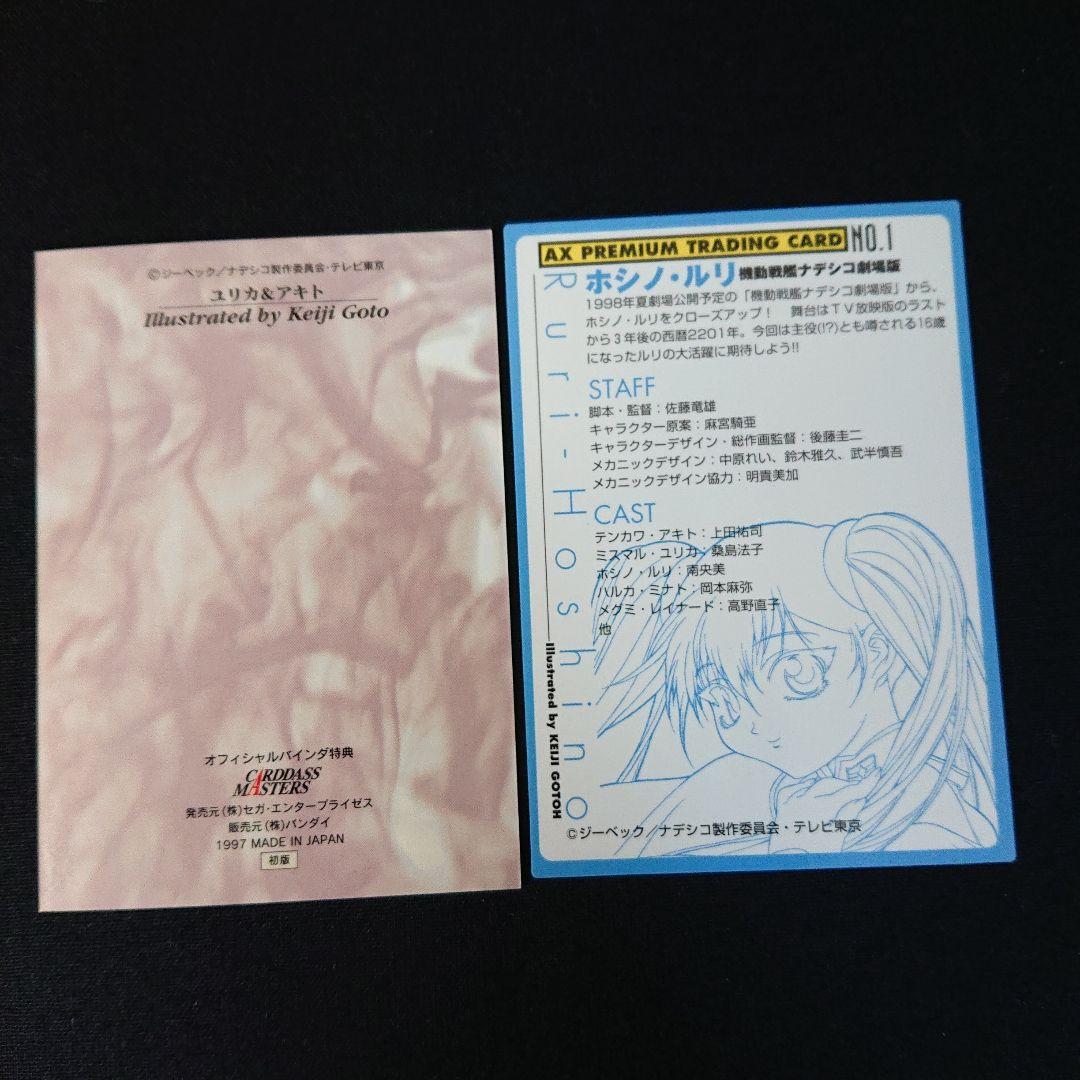 ©ジーベック／ナデシコ製作委員会・テレビ東京
ユリカ&アキト
Illustrated by Keiji Goto
オフィシャルバインダ特典
CARDDASS
MASTERS
発売元(株)セガ・エンタープライゼス
販売元(株)バンダイ
1997 MADE IN JAPAN
初版
AX PREMIUM TRADING CARD NO.1
ホシノ・ルリ 機動戦艦ナデシコ劇場版
1998年夏劇場公開予定の「機動戦艦ナデシコ劇場版」から、
ホシノ・ルリをクローズアップ！ 舞台はTV放映版のラスト
から3年後の西暦2201年。今回は主役(!?)とも噂される16歳
になったルリの大活躍に期待しよう!!
STAFF
脚本・監督：佐藤竜雄
キャラクター原案：麻宮騎亜
キャラクターデザイン・総作画監督：後藤圭二
メカニックデザイン：中原れい、鈴木雅久、武半慎吾
メカニックデザイン協力：明貴美加
CAST
テンカワ・アキト：上田祐司
ミスマル・ユリカ：桑島法子
ホシノ・ルリ：南央美
ハルカ・ミナト：岡本麻弥
メグミ・レイナード：高野直子
他
Ruri-Hoshino
Illustrated by KEIJI GOTOH
©ジーベック／ナデシコ製作委員会・テレビ東京